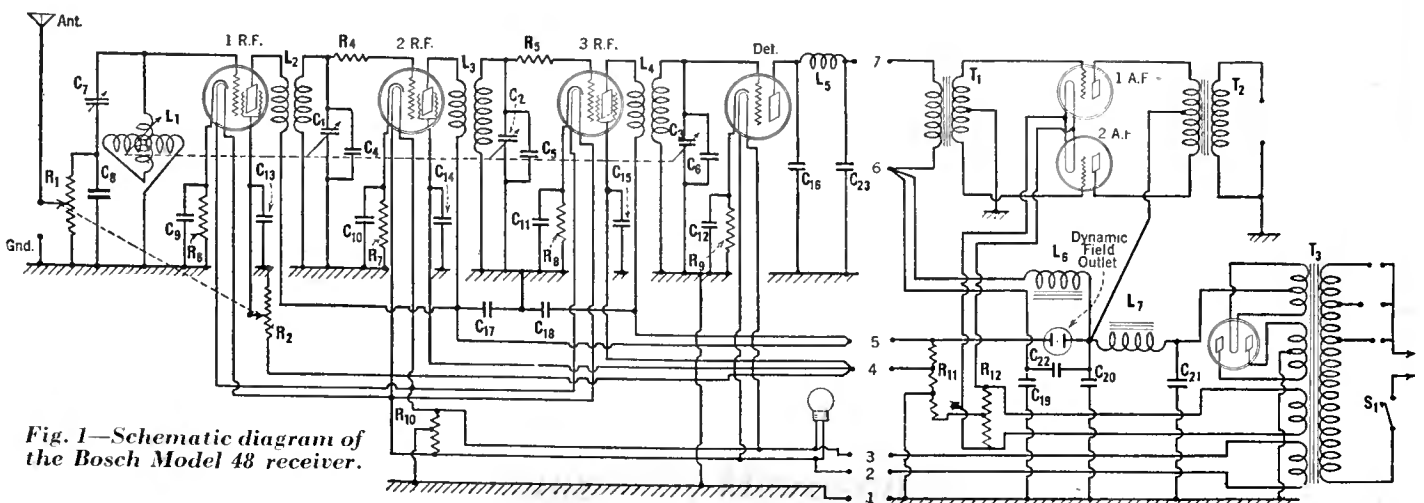 Ant.
1 R.F.
L2
R4
2 R.F.
L3
R5
3 R.F.
L4
Det.
L5
7
T1
1 A.F.
T2
C7
L1
C1
C2
C3
C4
C5
C6
2 A.F.
6
R1
C8
C13
C14
C15
C16
C23
C9
R6
C10
R7
C11
R8
C12
R9
Gnd.
Dynamic
Field
Outlet
L6
T3
R2
C17
C18
L7
5
4
C22
R11
R12
C20
C21
C19
S1
R10
Fig. 1—Schematic diagram of
the Bosch Model 48 receiver.
3
2
1